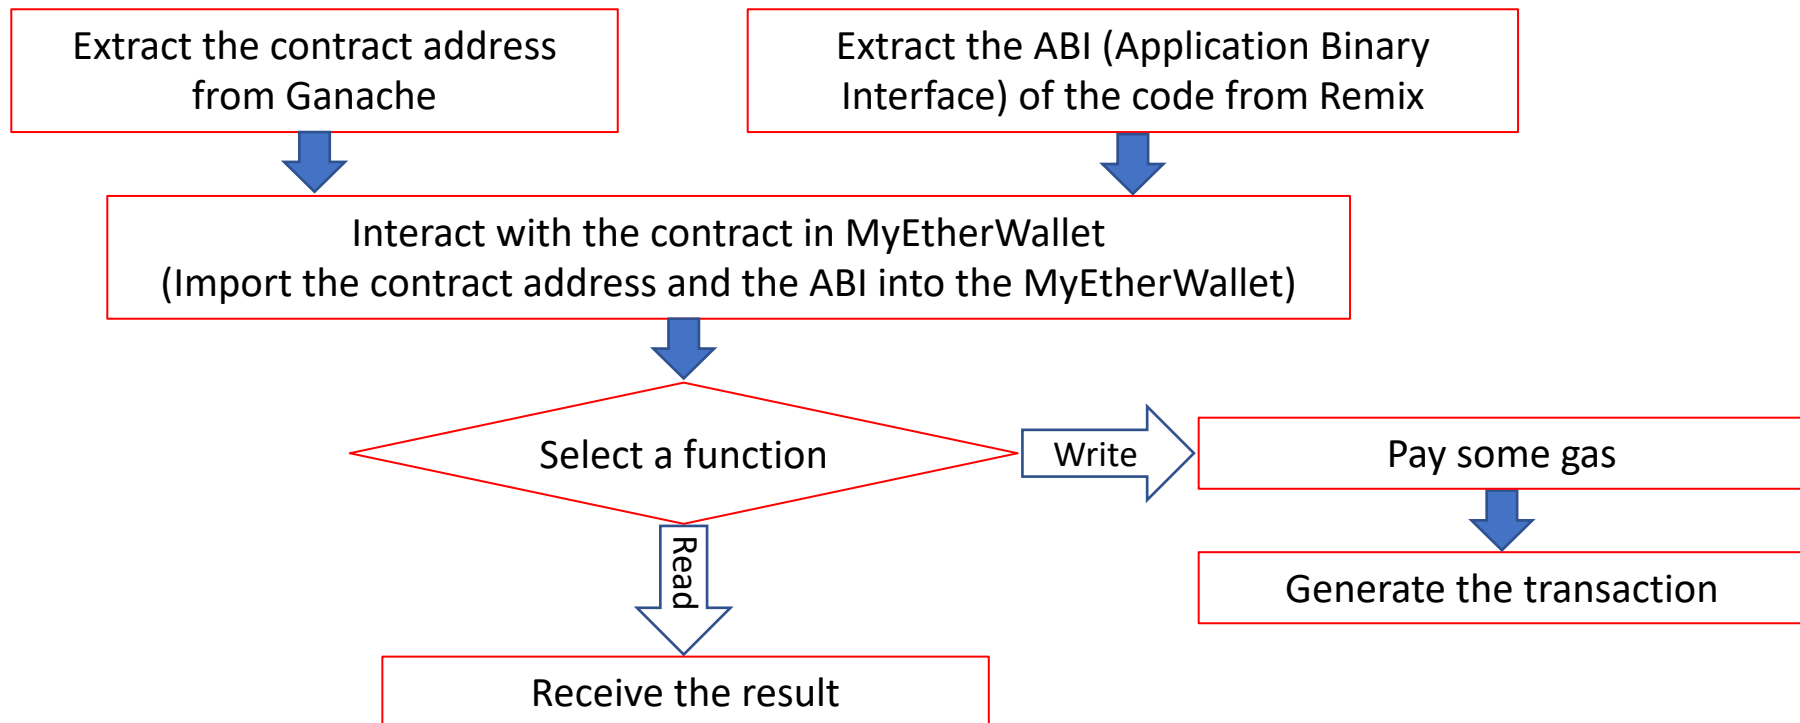 Extract the contract address
from Ganache
Extract the ABI (Application Binary
Interface) of the code from Remix
Interact with the contract in MyEtherWallet
(Import the contract address and the ABI into the MyEtherWallet)
Select a function
Write
Pay some gas
Read
Generate the transaction
Receive the result